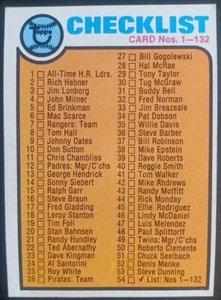 Topps
CHECKLIST
CARD Nos. 1-132
1 All-Time H.R. Ldrs.
2 Rich Hebner
3 Jim Lonborg
4 John Milner
5 Ed Brinkman
6 Mac Scarce
7 Rangers: Team
8 Tom Hall
9 Johnny Oates
10 Don Sutton
11 Chris Chambliss
12 Padres: Mgr/C'chs
13 George Hendrick
14 Sonny Siebert
15 Ralph Garr
16 Steve Braun
17 Fred Gladding
18 Leroy Stanton
19 Tim Foli
20 Stan Bahnsen
21 Randy Hundley
22 Ted Abernathy
23 Dave Kingman
24 Al Santorini
25 Roy White
26 Pirates: Team
27 Bill Gogolewski
28 Hal McRae
29 Tony Taylor
30 Tug McGraw
31 Buddy Bell
32 Fred Norman
33 Jim Breazeale
34 Pat Dobson
35 Willie Davis
36 Steve Barber
37 Bill Robinson
38 Mike Epstein
39 Dave Roberts
40 Reggie Smith
41 Tom Walker
42 Mike Andrews
43 Randy Moffitt
44 Rick Monday
45 Ellie Rodriguez
46 Lindy McDaniel
47 Luis Melendez
48 Paul Splittorff
49 Twins: Mgr/C'chs
50 Roberto Clemente
51 Chuck Seelbach
52 Denis Menke
53 Steve Dunning
54 List: Nos 1-132